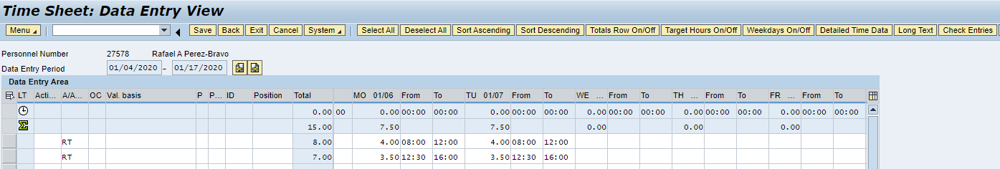 Time Sheet: Data Entry View
Menu Save Back Exit Cancel System Select All Deselect All Sort Ascending Sort Descending Totals Row On/Off Target Hours On/Off Weekdays On/Off Detailed Time Data Long Text Check Entries
Personnel Number 27578 Rafael A Perez-Bravo
Data Entry Period 01/04/2020 - 01/17/2020
Data Entry Area
LT Acti... A/A... OC Val. basis P P... ID Position Total MO 01/06 From To TU 01/07 From To WE ... From To TH ... From To FR ... From To
0.00 00 0.00 00:00 00:00 0.00 00:00 00:00 0.00 00:00 00:00 0.00 00:00 00:00 0.00 00:00 00:00
Σ 15.00 7.50 7.50 0.00 0.00 0.00
RT 8.00 4.00 08:00 12:00 4.00 08:00 12:00
RT 7.00 3.50 12:30 16:00 3.50 12:30 16:00